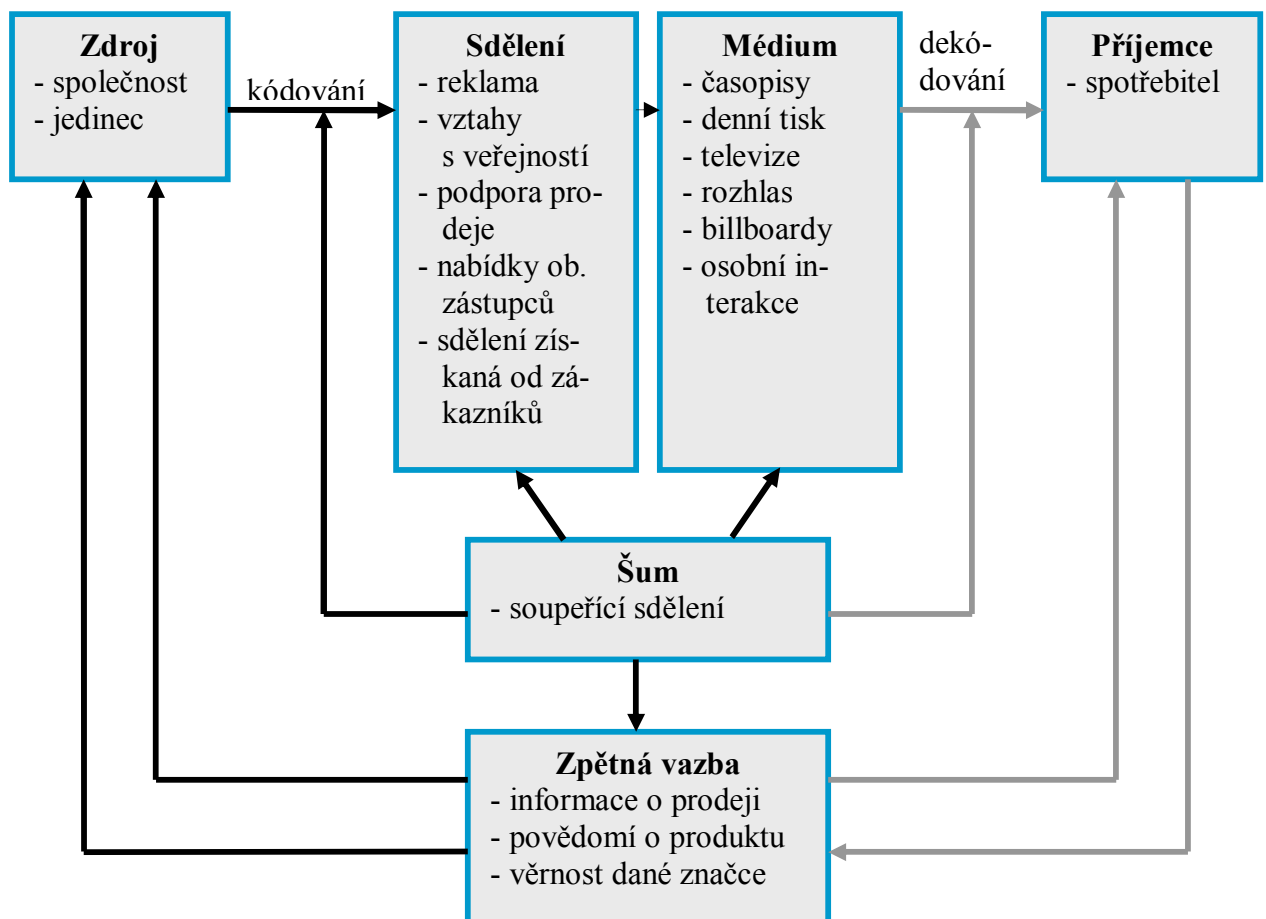 Zdroj
- společnost
- jedinec
kódování
Sdělení
- reklama
- vztahy
s veřejností
- podpora pro-
deje
- nabídky ob.
zástupců
- sdělení zís-
kaná od zá-
kazníků
Médium
- časopisy
- denní tisk
- televize
- rozhlas
- billboardy
- osobní in-
terakce
dekó-
dování
Příjemce
- spotřebitel
Šum
- soupeřící sdělení
Zpětná vazba
- informace o prodeji
- povědomí o produktu
- věrnost dané značce